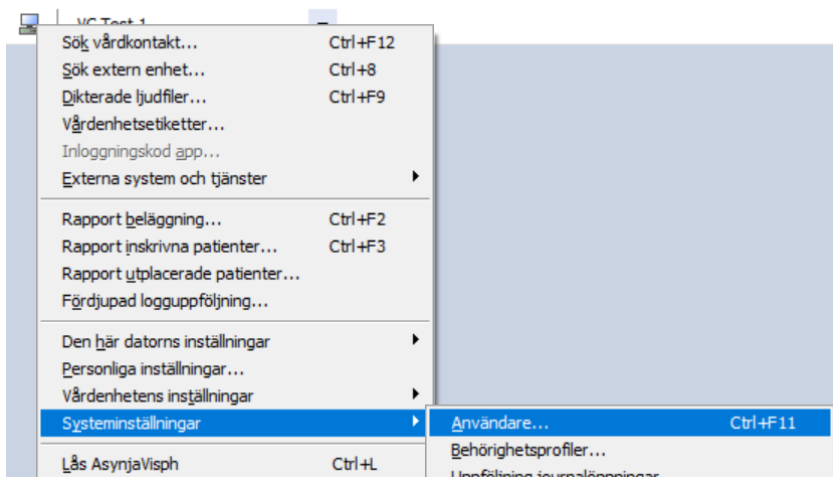 VC Test 1
Sök vårdkontakt... Ctrl+F12
Sök extern enhet... Ctrl+8
Dikterade ljudfiler... Ctrl+F9
Vårdenhetsetiketter...
Inloggningskod app...
Externa system och tjänster
Rapport beläggning... Ctrl+F2
Rapport inskrivna patienter... Ctrl+F3
Rapport utplacerade patienter...
Fördjupad logguppföljning...
Den här datorns inställningar
Personliga inställningar...
Vårdenhetens inställningar
Systeminställningar
Användare... Ctrl+F11
Behörighetsprofiler...
Lås AsynjaVisph Ctrl+L
Uppföljning journalöppningar